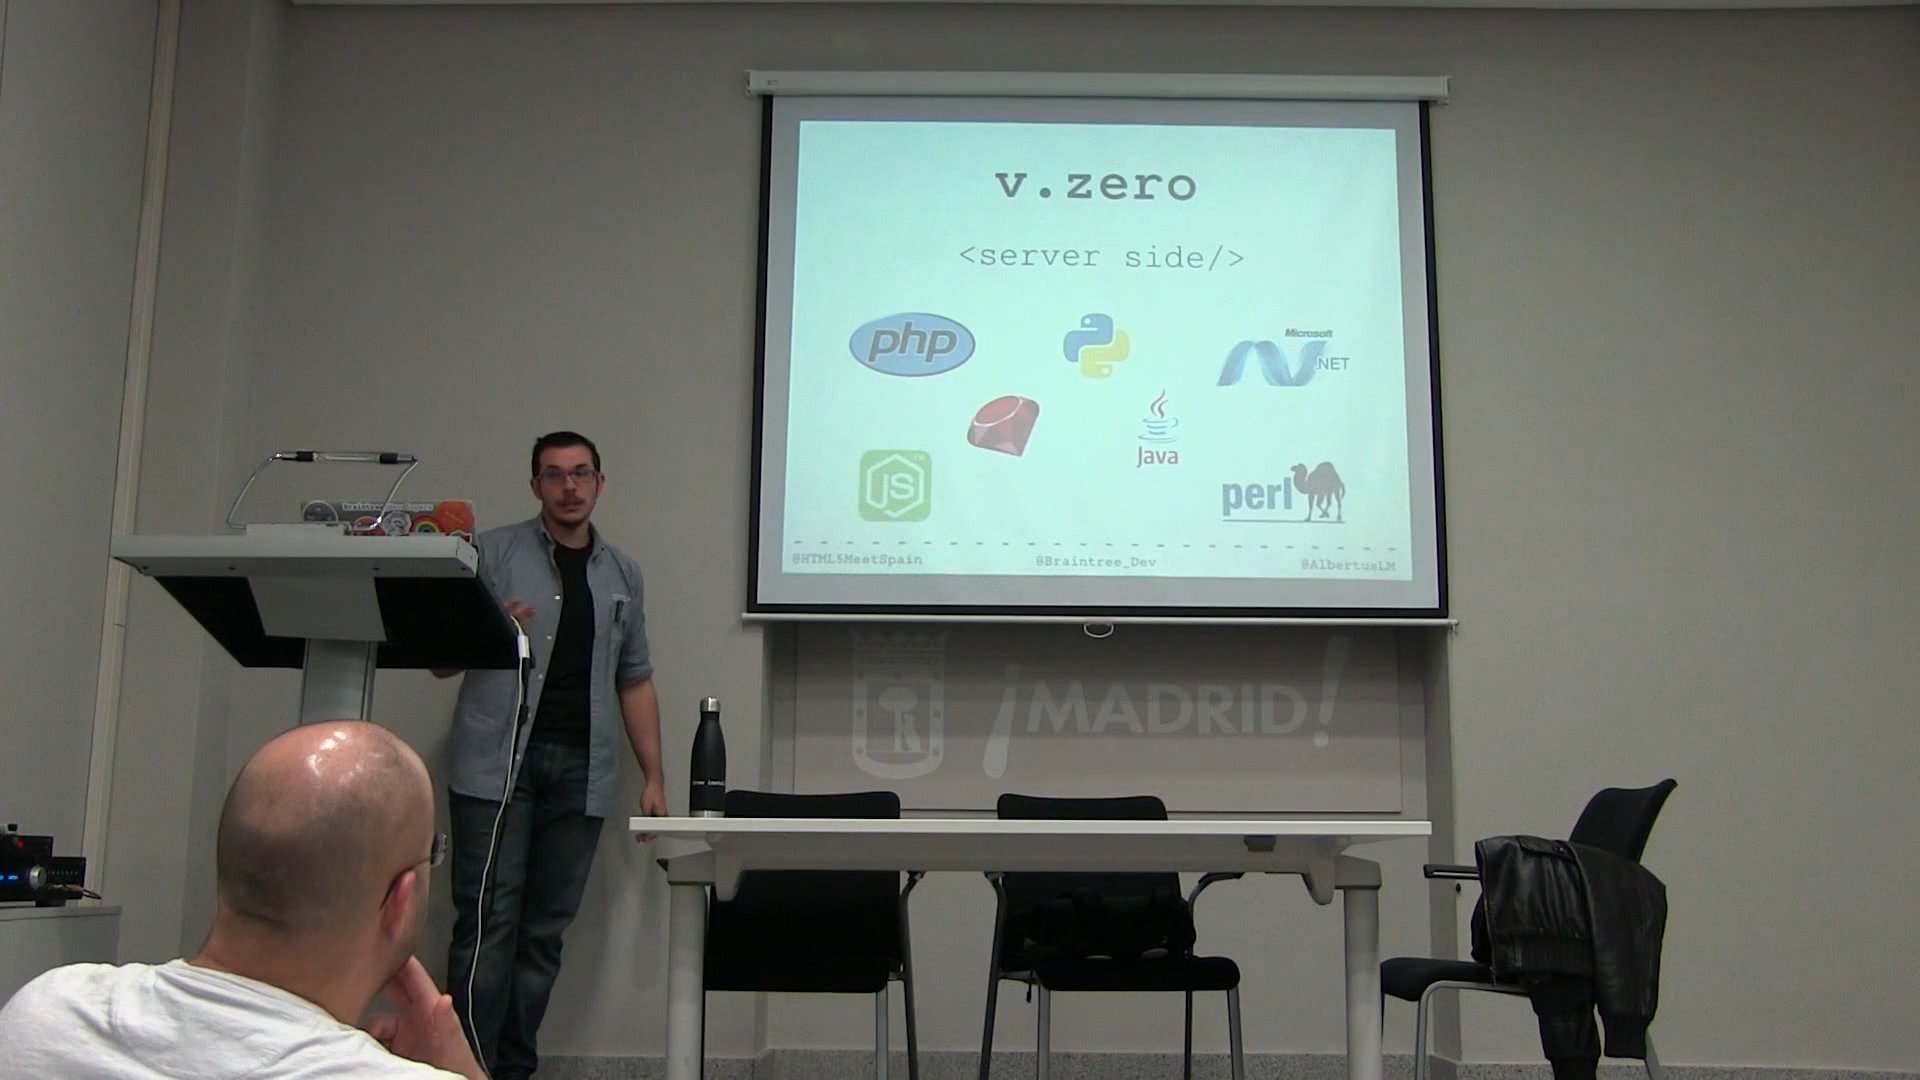 v.zero
<server side/>
php
Microsoft
.NET
Java
JS
perl
@HTML5MeetSpain
@Braintree_Dev
@AlbertusLM
¡MADRID!